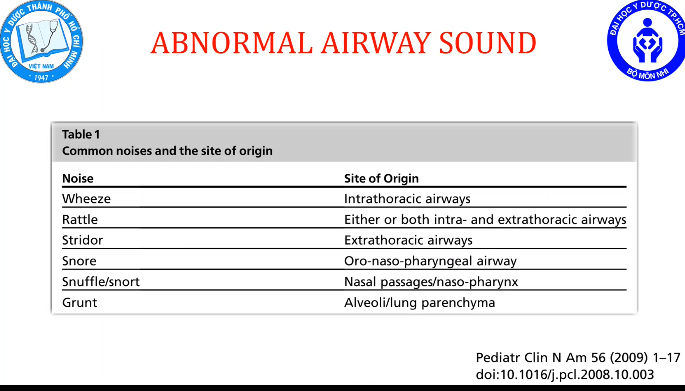 ĐẠI HỌC Y DƯỢC THÀNH PHỐ HỒ CHÍ MINH
VIỆT NAM
1947
ABNORMAL AIRWAY SOUND
ĐẠI HỌC Y DƯỢC TPHCM
BỘ MÔN NHI
Table 1
Common noises and the site of origin
Noise Site of Origin
Wheeze Intrathoracic airways
Rattle Either or both intra- and extrathoracic airways
Stridor Extrathoracic airways
Snore Oro-naso-pharyngeal airway
Snuffle/snort Nasal passages/naso-pharynx
Grunt Alveoli/lung parenchyma
Pediatr Clin N Am 56 (2009) 1–17
doi:10.1016/j.pcl.2008.10.003